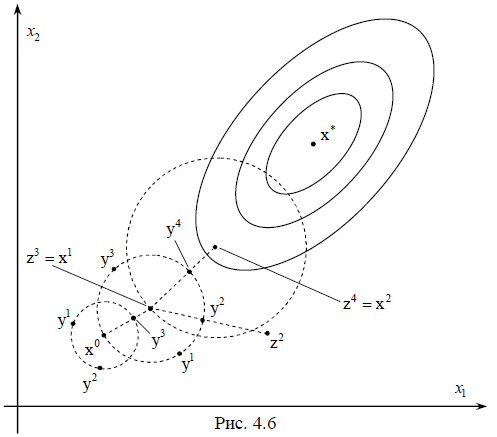 x₂
x*
y⁴
z³ = x¹
y³
z⁴ = x²
y¹
y²
x⁰
y³
z²
y¹
y²
x₁
Рис. 4.6